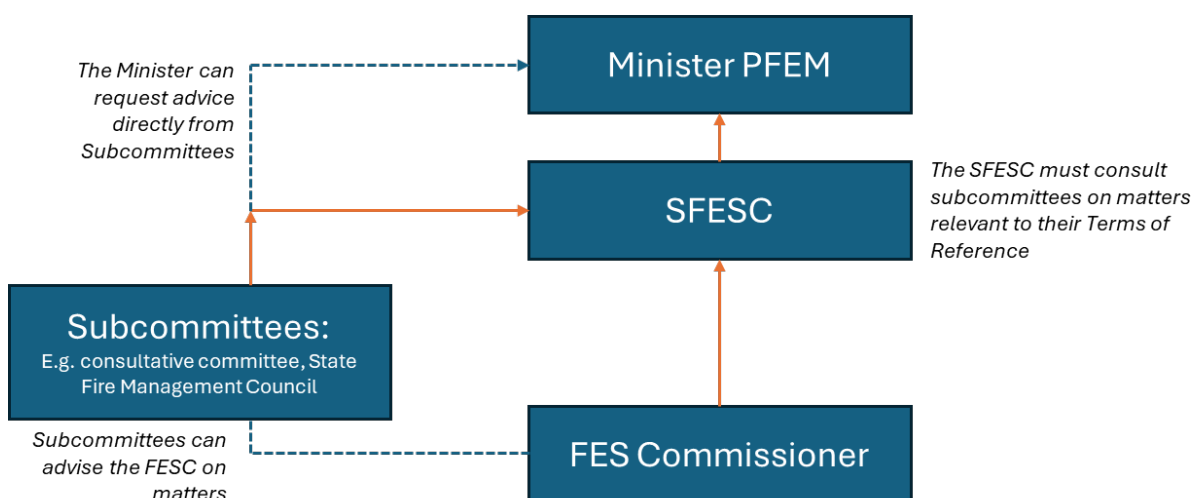 The Minister can
request advice
directly from
Subcommittees
Minister PFEM
SFESC
The SFESC must consult
subcommittees on matters
relevant to their Terms of
Reference
Subcommittees:
E.g. consultative committee, State
Fire Management Council
Subcommittees can
advise the FESC on
matters
FES Commissioner